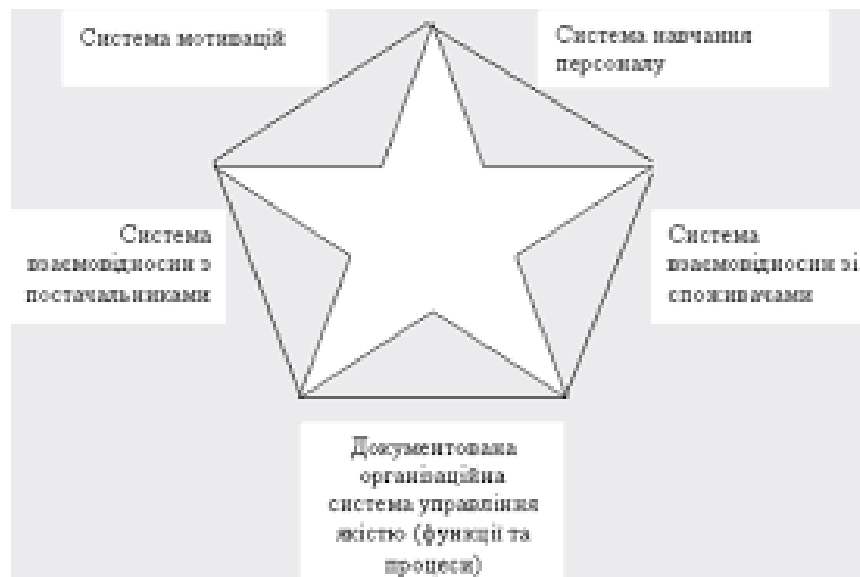 Система мотивацій
Система навчання
персоналу
Система
взаємовідносин з
постачальниками
Система
взаємовідносин зі
споживачами
Документована
організаційна
система управління
якістю (функції та
процеси)